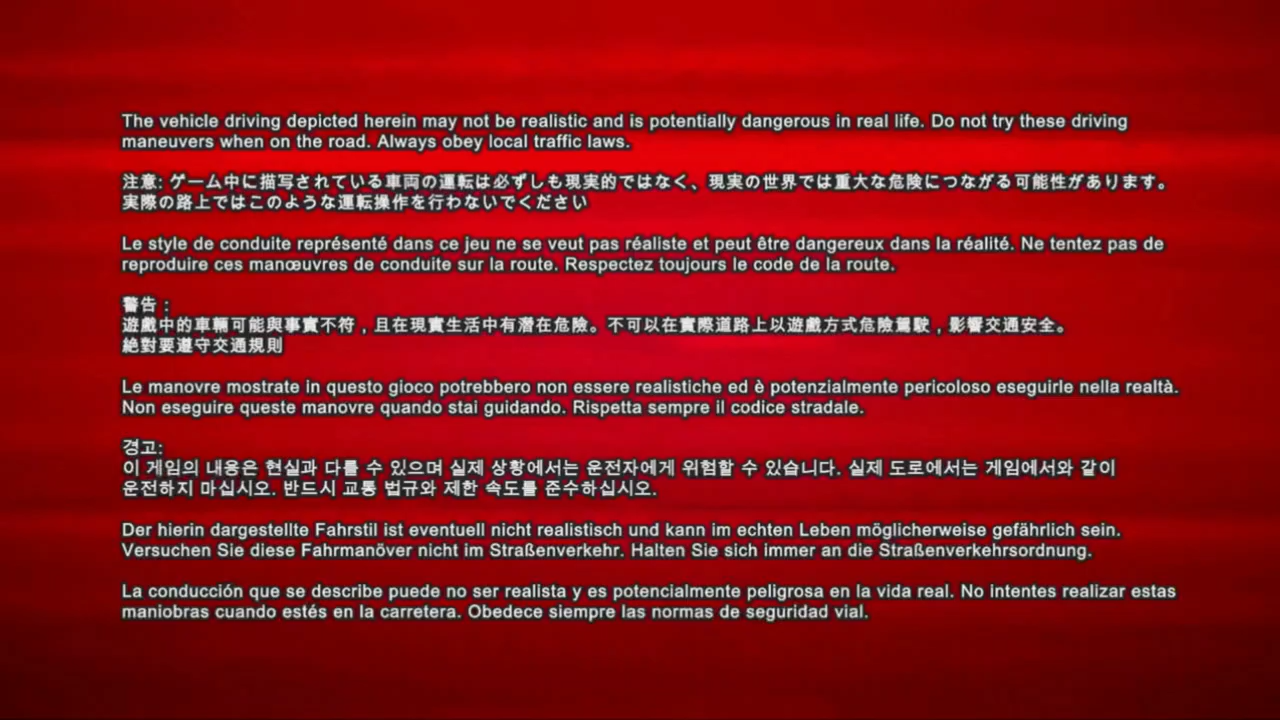 The vehicle driving depicted herein may not be realistic and is potentially dangerous in real life. Do not try these driving
maneuvers when on the road. Always obey local traffic laws.
注意: ゲーム中に描写されている車両の運転は必ずしも現実的ではなく、現実の世界では重大な危険につながる可能性があります。
実際の路上ではこのような運転操作を行わないでください
Le style de conduite représenté dans ce jeu ne se veut pas réaliste et peut être dangereux dans la réalité. Ne tentez pas de
reproduire ces manœuvres de conduite sur la route. Respectez toujours le code de la route.
警告：
遊戲中的車輛可能與事實不符，且在現實生活中有潛在危險。不可以在實際道路上以遊戲方式危險駕駛，影響交通安全。
絕對要遵守交通規則
Le manovre mostrate in questo gioco potrebbero non essere realistiche ed è potenzialmente pericoloso eseguirle nella realtà.
Non eseguire queste manovre quando stai guidando. Rispetta sempre il codice stradale.
경고:
이 게임의 내용은 현실과 다를 수 있으며 실제 상황에서는 운전자에게 위험할 수 있습니다. 실제 도로에서는 게임에서와 같이
운전하지 마십시오. 반드시 교통 법규와 제한 속도를 준수하십시오.
Der hierin dargestellte Fahrstil ist eventuell nicht realistisch und kann im echten Leben möglicherweise gefährlich sein.
Versuchen Sie diese Fahrmanöver nicht im Straßenverkehr. Halten Sie sich immer an die Straßenverkehrsordnung.
La conducción que se describe puede no ser realista y es potencialmente peligrosa en la vida real. No intentes realizar estas
maniobras cuando estés en la carretera. Obedece siempre las normas de seguridad vial.